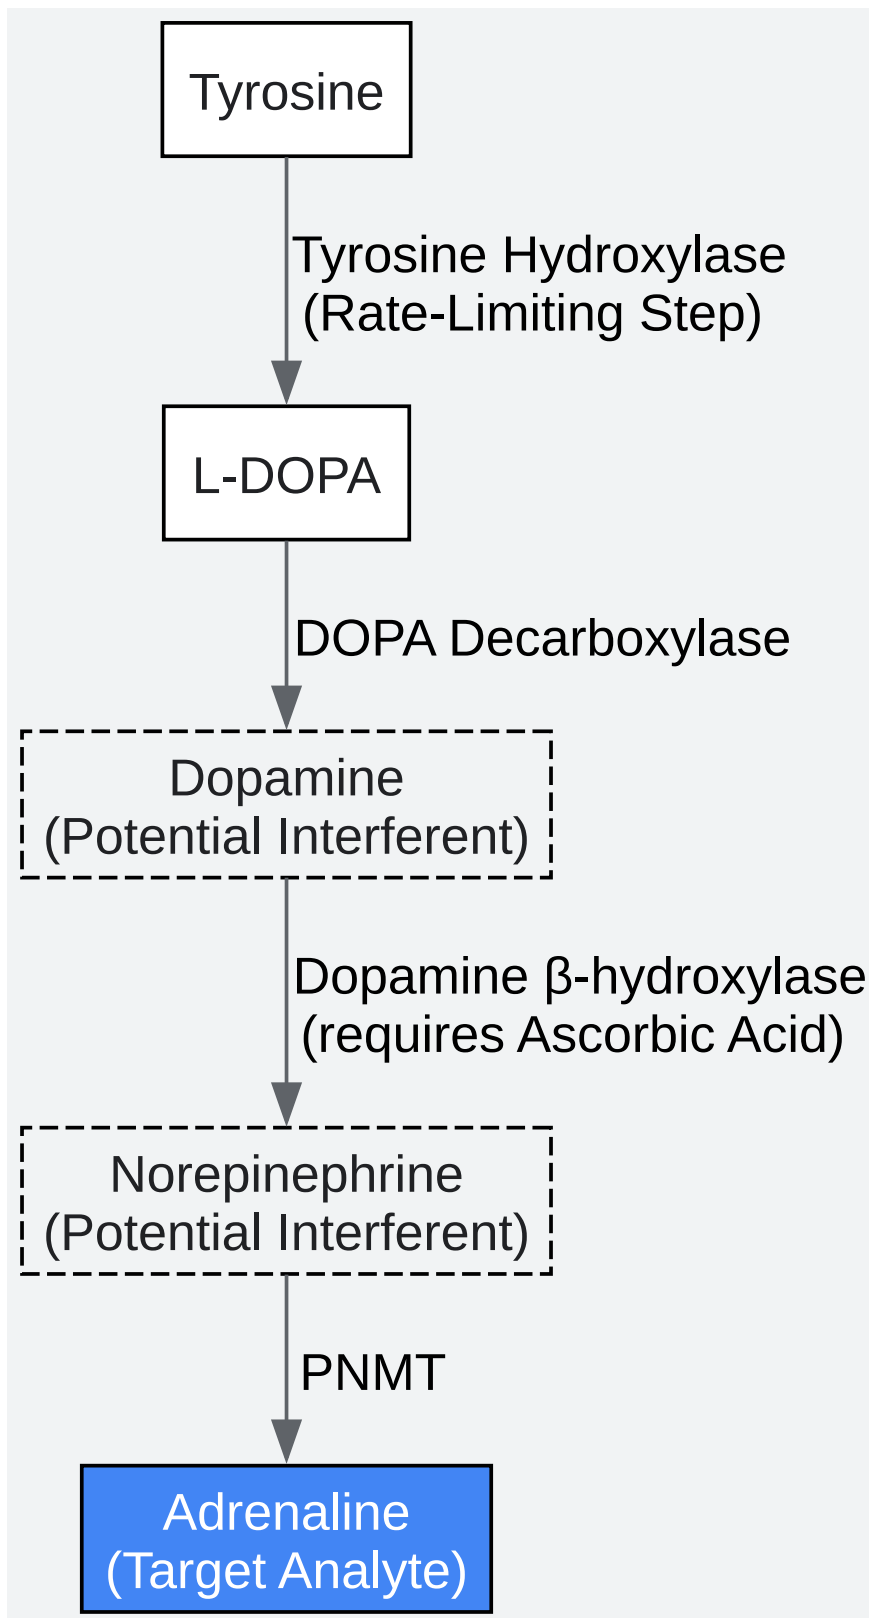 Tyrosine
Tyrosine Hydroxylase
(Rate-Limiting Step)
L-DOPA
DOPA Decarboxylase
Dopamine
(Potential Interferent)
Dopamine β-hydroxylase
(requires Ascorbic Acid)
Norepinephrine
(Potential Interferent)
PNMT
Adrenaline
(Target Analyte)